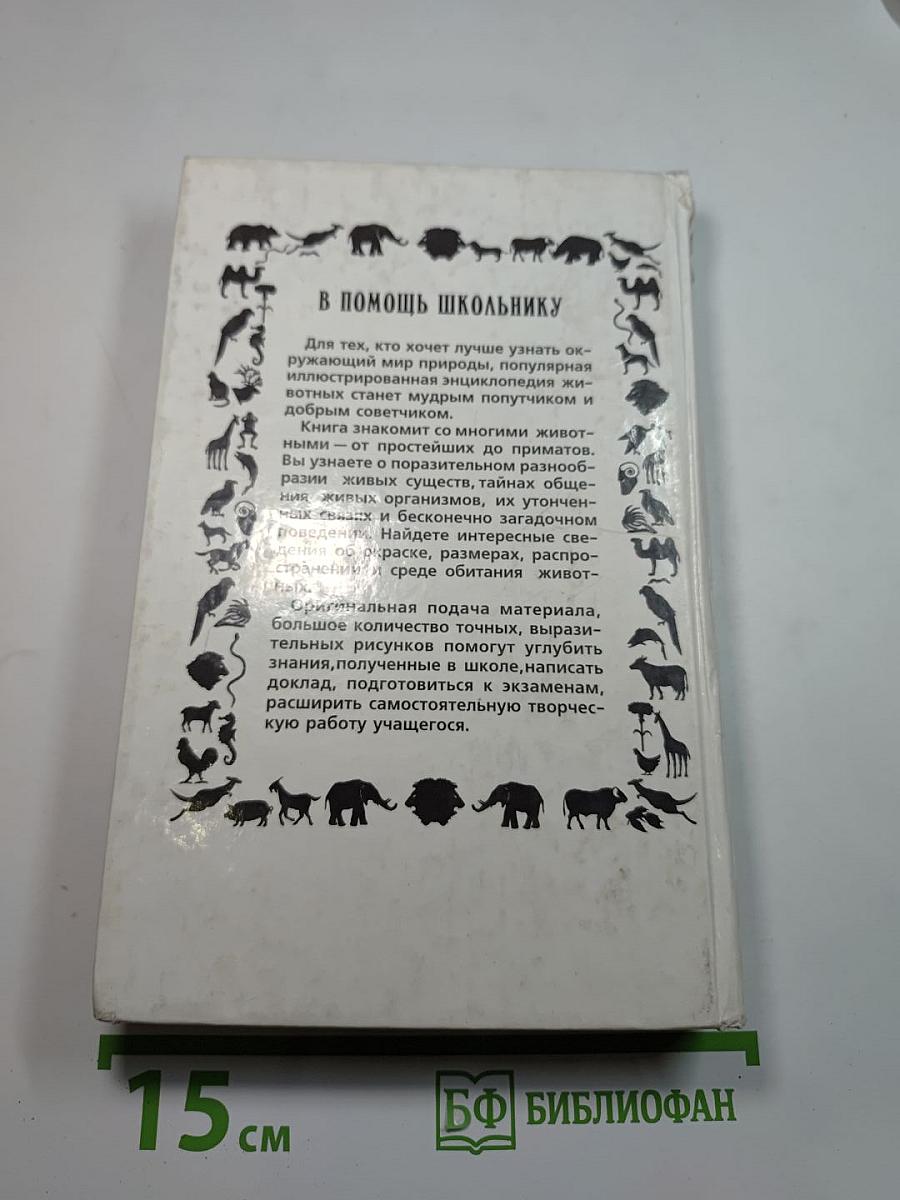 В ПОМОЩЬ ШКОЛЬНИКУ
Для тех, кто хочет лучше узнать ок-
ружающий мир природы, популярная
иллюстрированная энциклопедия жи-
вотных станет мудрым попутчиком и
добрым советчиком.
Книга знакомит со многими живот-
ными — от простейших до приматов.
Вы узнаете о поразительном разнооб-
разии живых существ, тайнах обще-
ния живых организмов, их утончен-
ных связях и бесконечно загадочном
поведении. Найдете интересные све-
дения об окраске, размерах, распро-
странении и среде обитания живот-
ных.
Оригинальная подача материала,
большое количество точных, вырази-
тельных рисунков помогут углубить
знания,полученные в школе,написать
доклад, подготовиться к экзаменам,
расширить самостоятельную творчес-
кую работу учащегося.
15 см
БФ БИБЛИОФАН